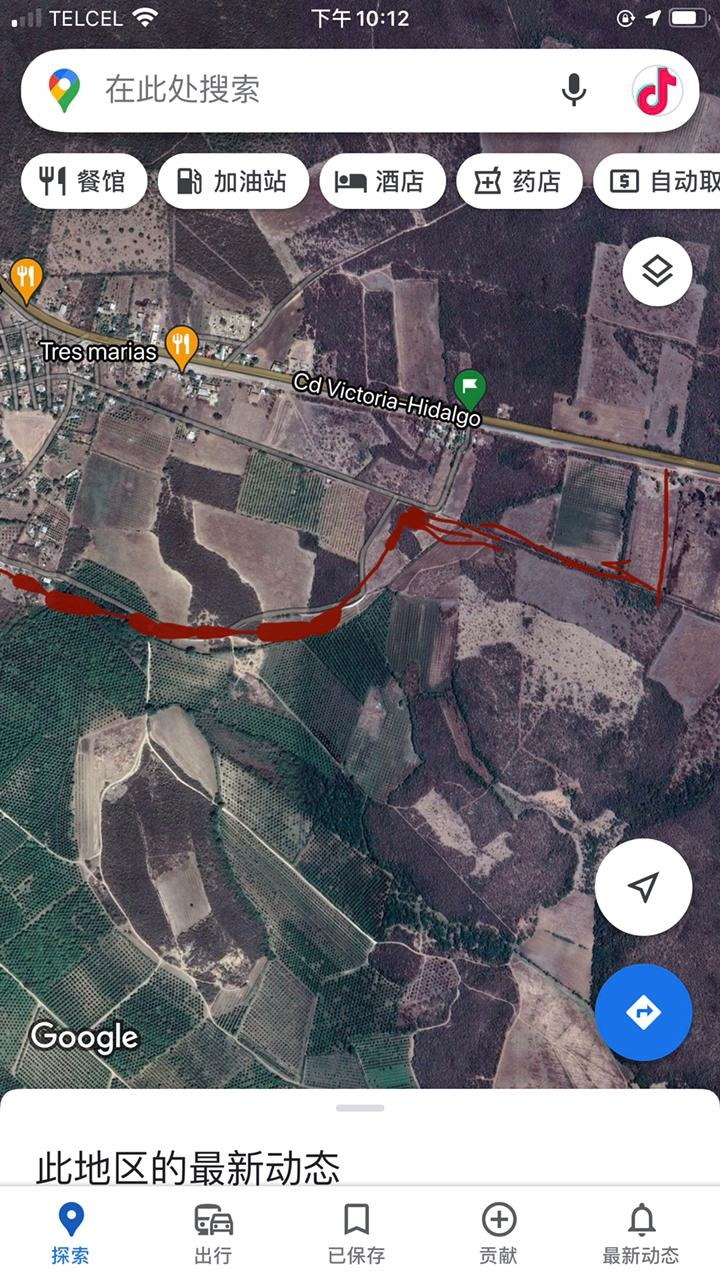 TELCEL 下午10:12
在此处搜索
餐馆 加油站 酒店 药店 自动取
Tres marias
Cd Victoria-Hidalgo
Google
此地区的最新动态
探索 出行 已保存 贡献 最新动态